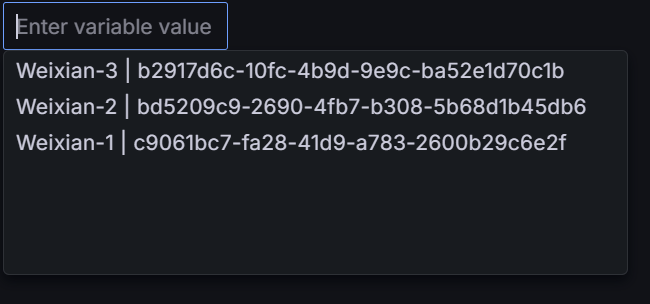 Enter variable value
Weixian-3 | b2917d6c-10fc-4b9d-9e9c-ba52e1d70c1b
Weixian-2 | bd5209c9-2690-4fb7-b308-5b68d1b45db6
Weixian-1 | c9061bc7-fa28-41d9-a783-2600b29c6e2f